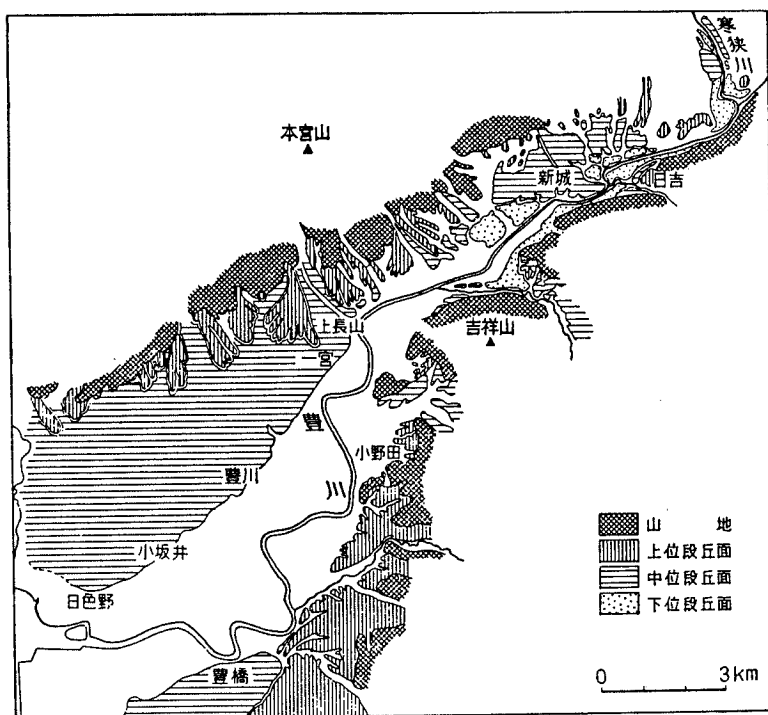 寒狭川
本宮山
新城
日吉
上長山
吉祥山
一宮
豊川
小野田
豊川
小坂井
日色野
豊橋
山地
上位段丘面
中位段丘面
下位段丘面
0 3km